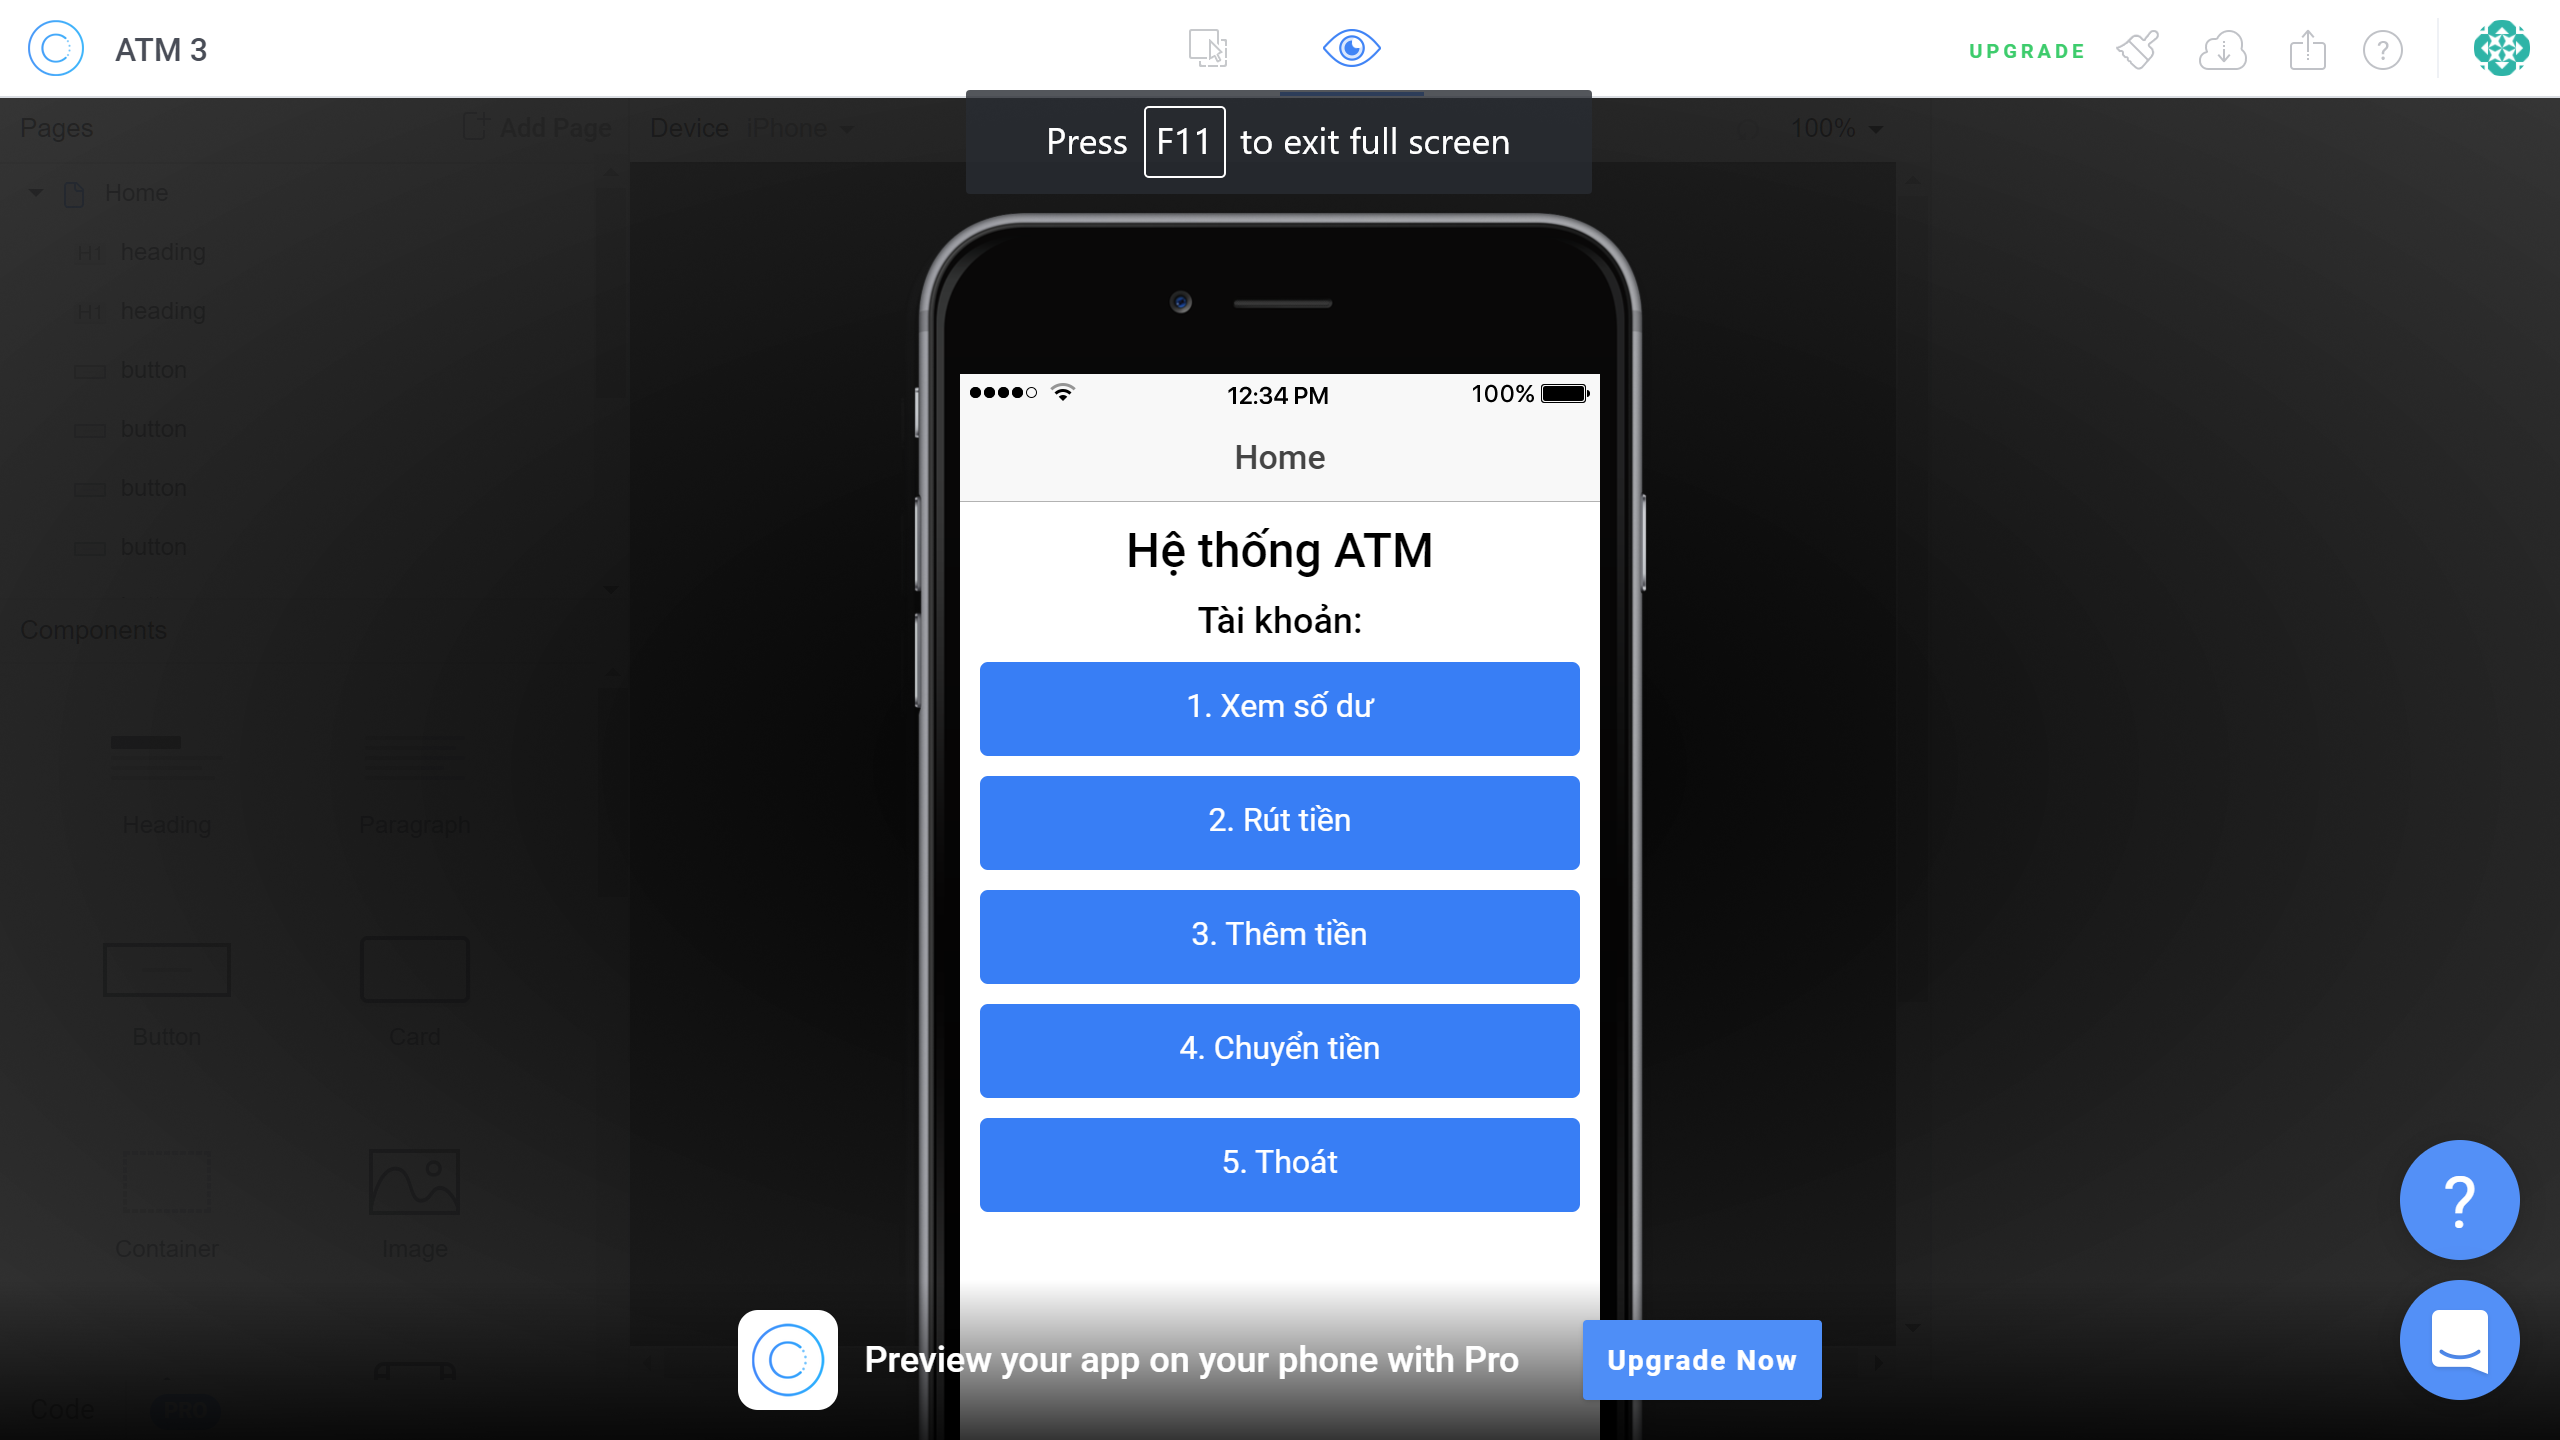 ATM 3
UPGRADE
Pages
Add Page
Device iPhone
100%
Press F11 to exit full screen
Home
heading
heading
button
button
button
button
Components
Heading
Paragraph
Button
Card
Container
Image
Code
PRO
12:34 PM
100%
Home
Hệ thống ATM
Tài khoản:
1. Xem số dư
2. Rút tiền
3. Thêm tiền
4. Chuyển tiền
5. Thoát
Preview your app on your phone with Pro
Upgrade Now